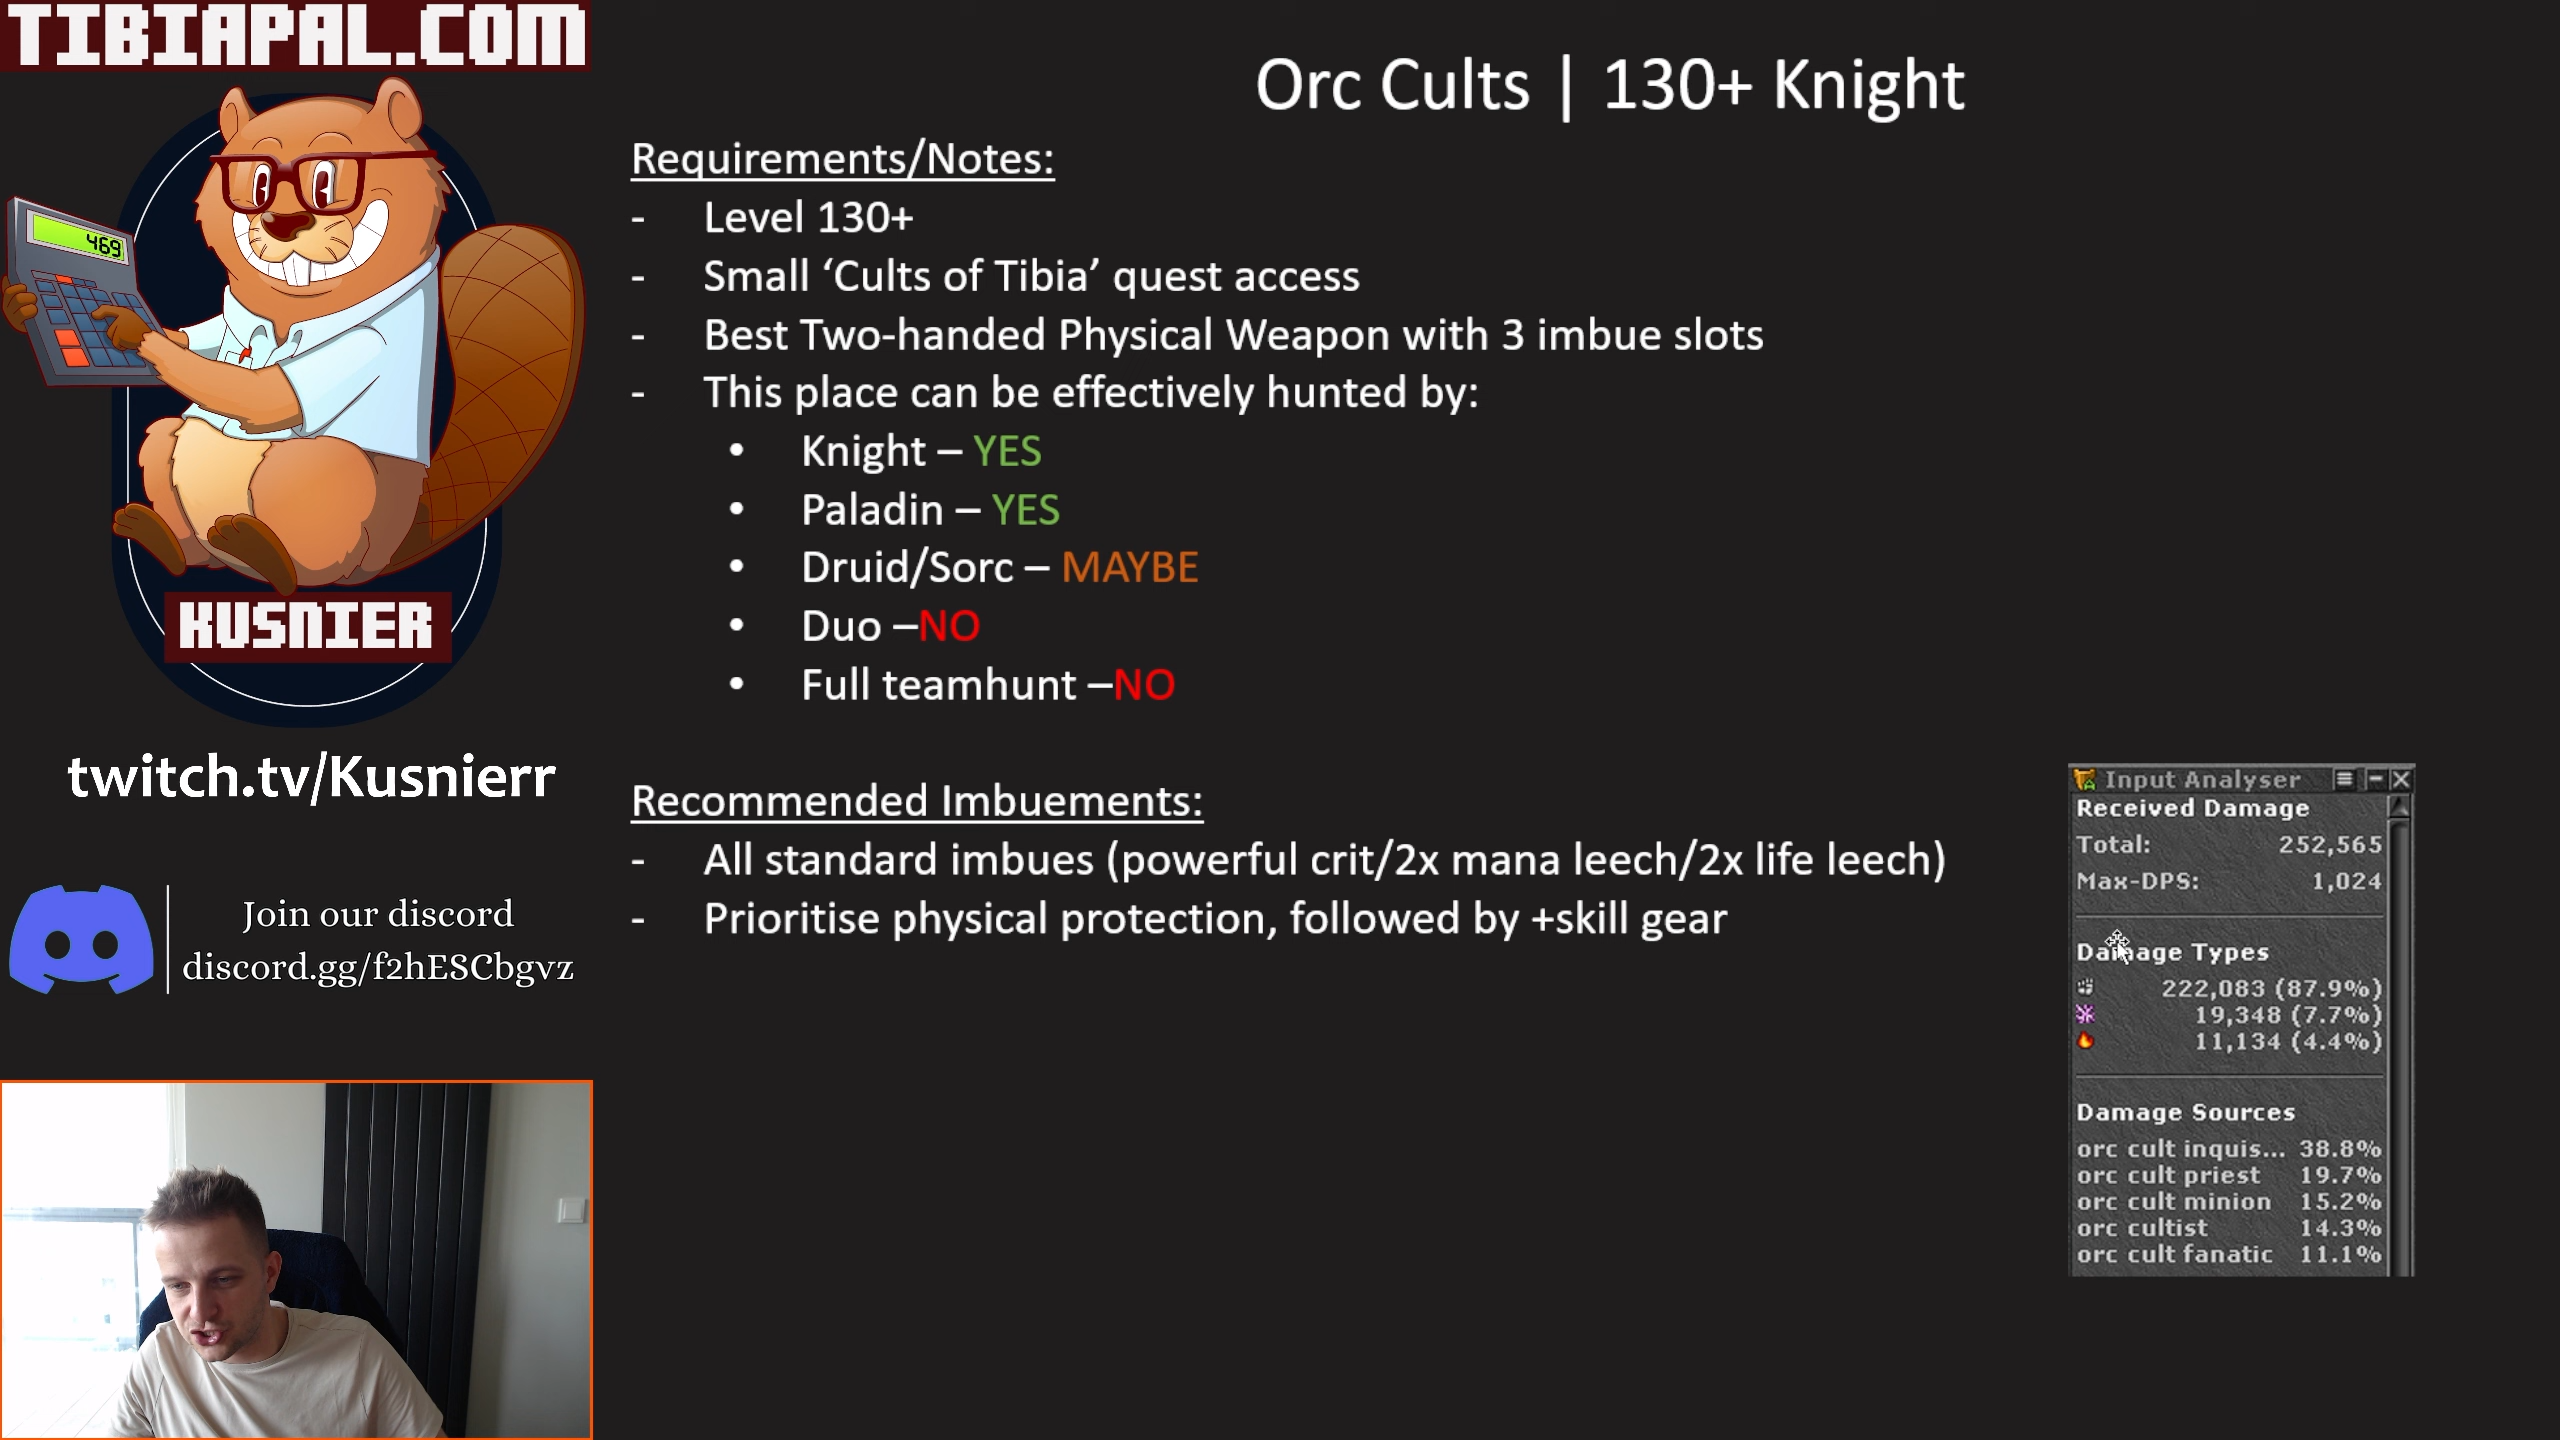 TIBIAPAL.COM
469
KUSNIER
twitch.tv/Kusnierr
Join our discord
discord.gg/f2hESCbgvz
Orc Cults | 130+ Knight
Requirements/Notes:
- Level 130+
- Small ‘Cults of Tibia’ quest access
- Best Two-handed Physical Weapon with 3 imbue slots
- This place can be effectively hunted by:
• Knight – YES
• Paladin – YES
• Druid/Sorc – MAYBE
• Duo –NO
• Full teamhunt –NO
Recommended Imbuements:
- All standard imbues (powerful crit/2x mana leech/2x life leech)
- Prioritise physical protection, followed by +skill gear
Input Analyser
Received Damage
Total: 252,565
Max-DPS: 1,024
Damage Types
222,083 (87.9%)
19,348 (7.7%)
11,134 (4.4%)
Damage Sources
orc cult inquis... 38.8%
orc cult priest 19.7%
orc cult minion 15.2%
orc cultist 14.3%
orc cult fanatic 11.1%